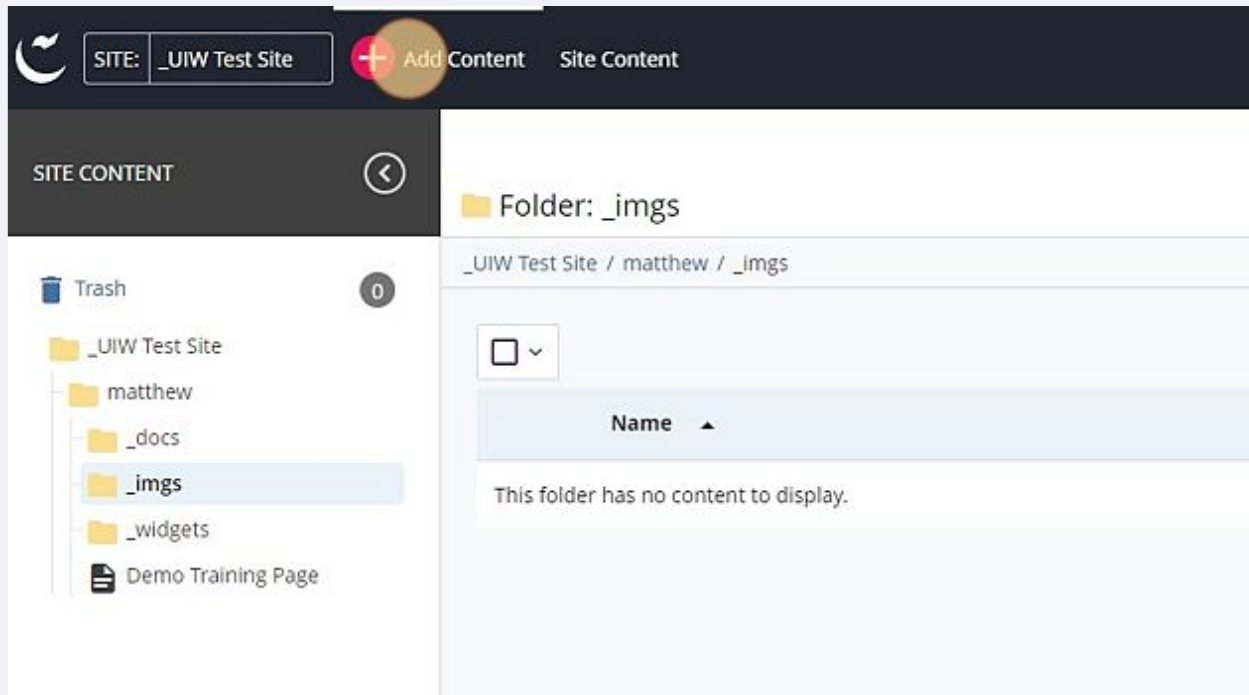 SITE: _UIW Test Site Add Content Site Content
SITE CONTENT
Folder: _imgs
_UIW Test Site / matthew / _imgs
Trash 0
_UIW Test Site
matthew
_docs
_imgs
_widgets
Demo Training Page
Name
This folder has no content to display.